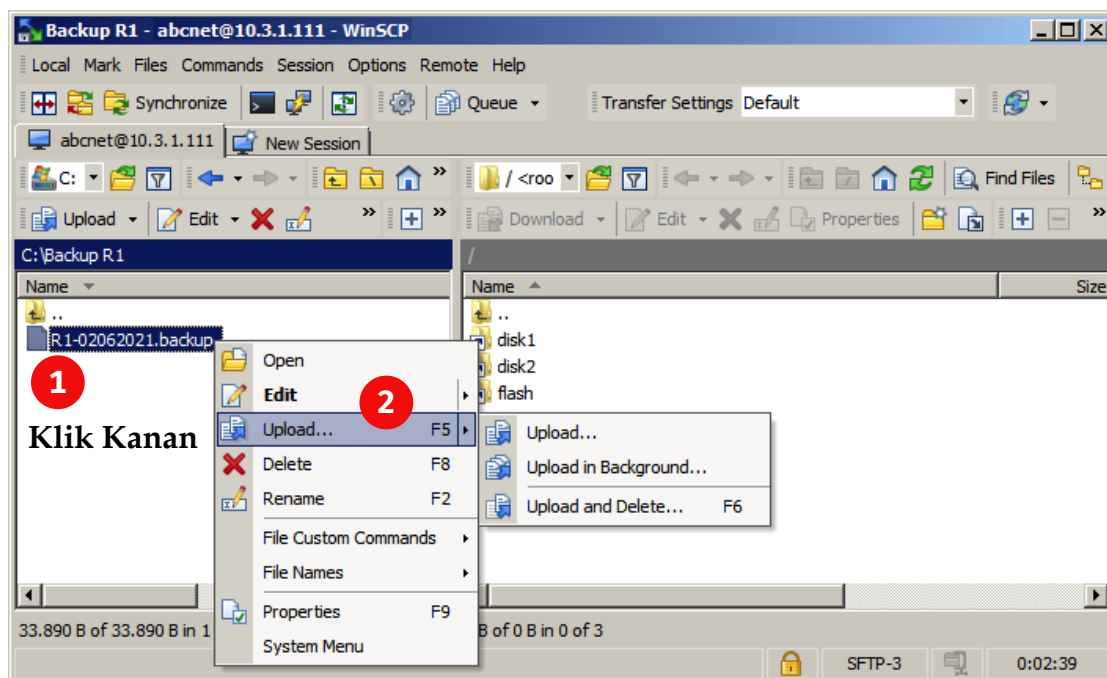 Backup R1 - abcnet@10.3.1.111 - WinSCP
Local Mark Files Commands Session Options Remote Help
Synchronize Queue Transfer Settings Default
abcnet@10.3.1.111 New Session
C: / <roo Find Files
Upload Edit Download Edit Properties
C:\Backup R1 /
Name Name Size
.. ..
R1-02062021.backup disk1
disk2
flash
1
Klik Kanan
2
Open
Edit
Upload... F5
Delete F8
Rename F2
File Custom Commands
File Names
Properties F9
System Menu
Upload...
Upload in Background...
Upload and Delete... F6
33.890 B of 33.890 B in 1 B of 0 B in 0 of 3
SFTP-3 0:02:39